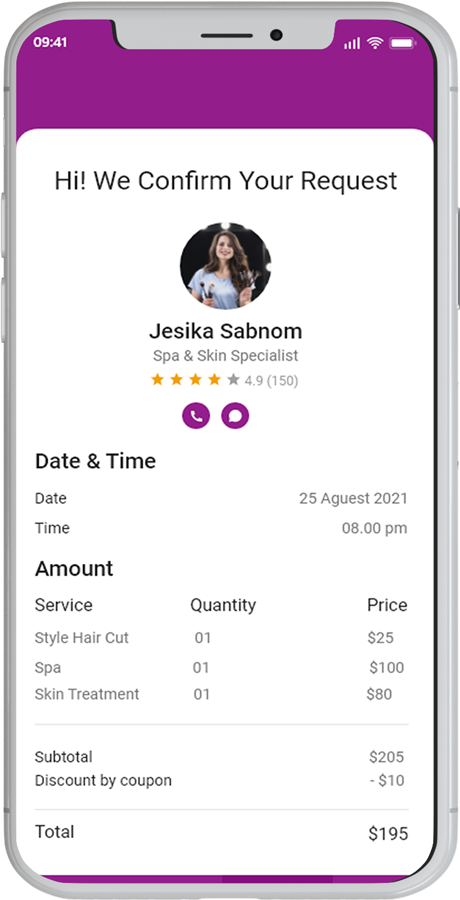 09:41
Hi! We Confirm Your Request
Jesika Sabnom
Spa & Skin Specialist
4.9 (150)
Date & Time
Date 25 Aguest 2021
Time 08.00 pm
Amount
Service Quantity Price
Style Hair Cut 01 $25
Spa 01 $100
Skin Treatment 01 $80
Subtotal $205
Discount by coupon - $10
Total $195